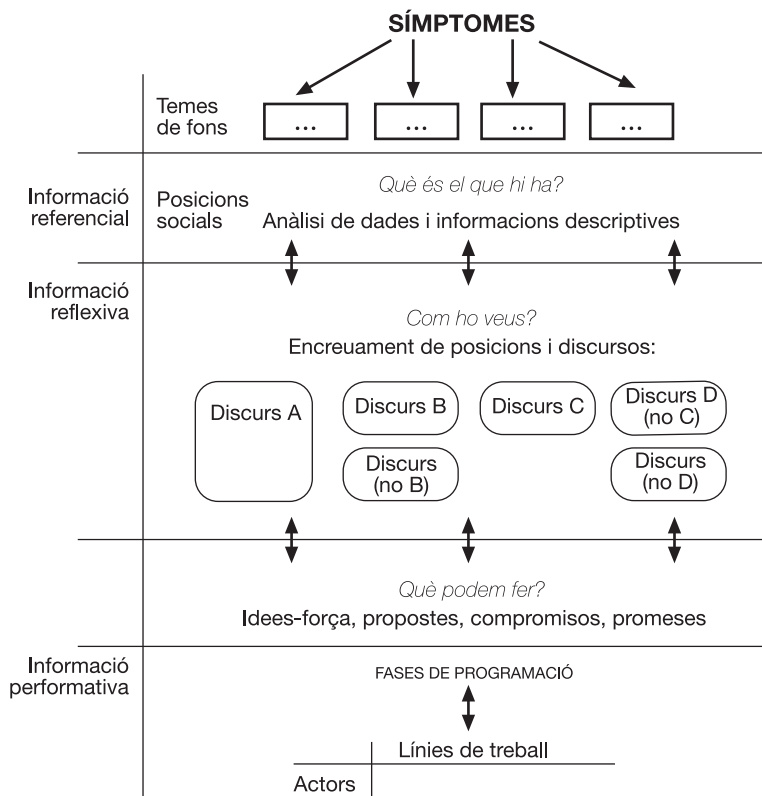 SÍMPTOMES
Temes
de fons
...
...
...
...
Informació
referencial
Posicions
socials
Què és el que hi ha?
Anàlisi de dades i informacions descriptives
Informació
reflexiva
Com ho veus?
Encreuament de posicions i discursos:
Discurs A
Discurs B
Discurs C
Discurs D
(no C)
Discurs
(no B)
Discurs
(no D)
Què podem fer?
Idees-força, propostes, compromisos, promeses
Informació
performativa
FASES DE PROGRAMACIÓ
Línies de treball
Actors